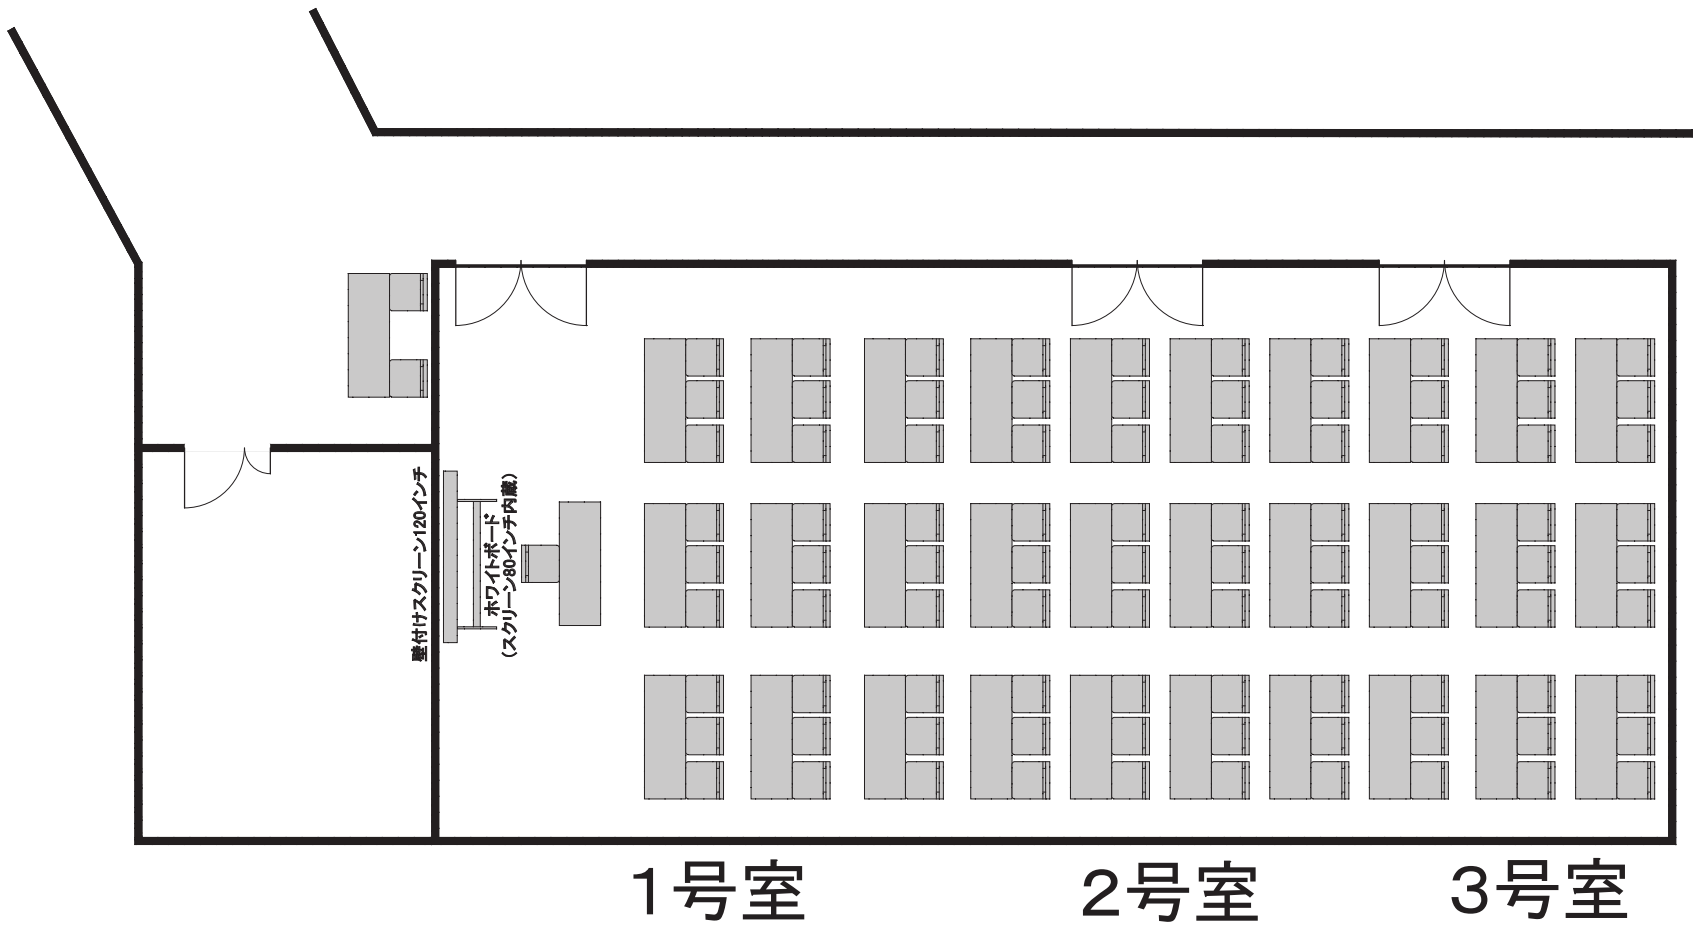 壁付けスクリーン120インチ
ホワイトボード
(スクリーン80インチ内蔵)
1号室
2号室
3号室